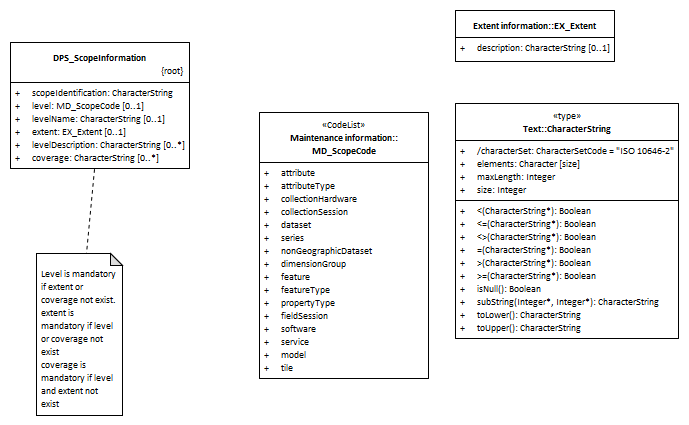 DPS_ScopeInformation
{root}
+ scopeIdentification: CharacterString
+ level: MD_ScopeCode [0..1]
+ levelName: CharacterString [0..1]
+ extent: EX_Extent [0..1]
+ levelDescription: CharacterString [0..*]
+ coverage: CharacterString [0..*]
Level is mandatory
if extent or
coverage not exist.
extent is
mandatory if level
or coverage not
exist
coverage is
mandatory if level
and extent not
exist
«CodeList»
Maintenance information::
MD_ScopeCode
+ attribute
+ attributeType
+ collectionHardware
+ collectionSession
+ dataset
+ series
+ nonGeographicDataset
+ dimensionGroup
+ feature
+ featureType
+ propertyType
+ fieldSession
+ software
+ service
+ model
+ tile
Extent information::EX_Extent
+ description: CharacterString [0..1]
«type»
Text::CharacterString
+ /characterSet: CharacterSetCode = "ISO 10646-2"
+ elements: Character [size]
+ maxLength: Integer
+ size: Integer
+ <(CharacterString*): Boolean
+ <=(CharacterString*): Boolean
+ <>(CharacterString*): Boolean
+ =(CharacterString*): Boolean
+ >(CharacterString*): Boolean
+ >=(CharacterString*): Boolean
+ isNull(): Boolean
+ subString(Integer*, Integer*): CharacterString
+ toLower(): CharacterString
+ toUpper(): CharacterString